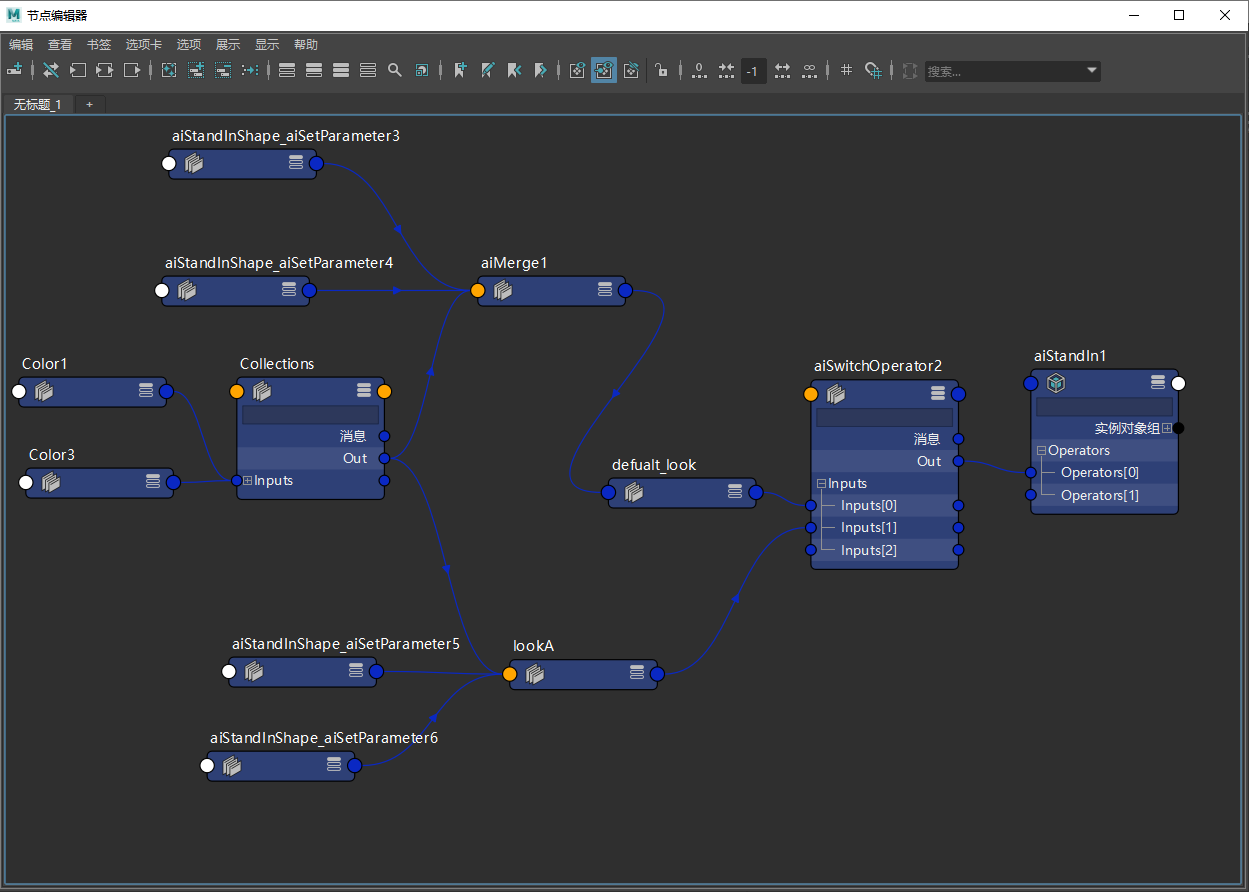 节点编辑器
编辑 查看 书签 选项卡 选项 展示 显示 帮助
0 -1 ∞ 搜索...
无标题_1 +
aiStandInShape_aiSetParameter3
aiStandInShape_aiSetParameter4
aiMerge1
Color1
Collections
消息
Out
Inputs
Color3
aiSwitchOperator2
消息
Out
Inputs
Inputs[0]
Inputs[1]
Inputs[2]
aiStandIn1
实例对象组
Operators
Operators[0]
Operators[1]
defualt_look
aiStandInShape_aiSetParameter5
lookA
aiStandInShape_aiSetParameter6